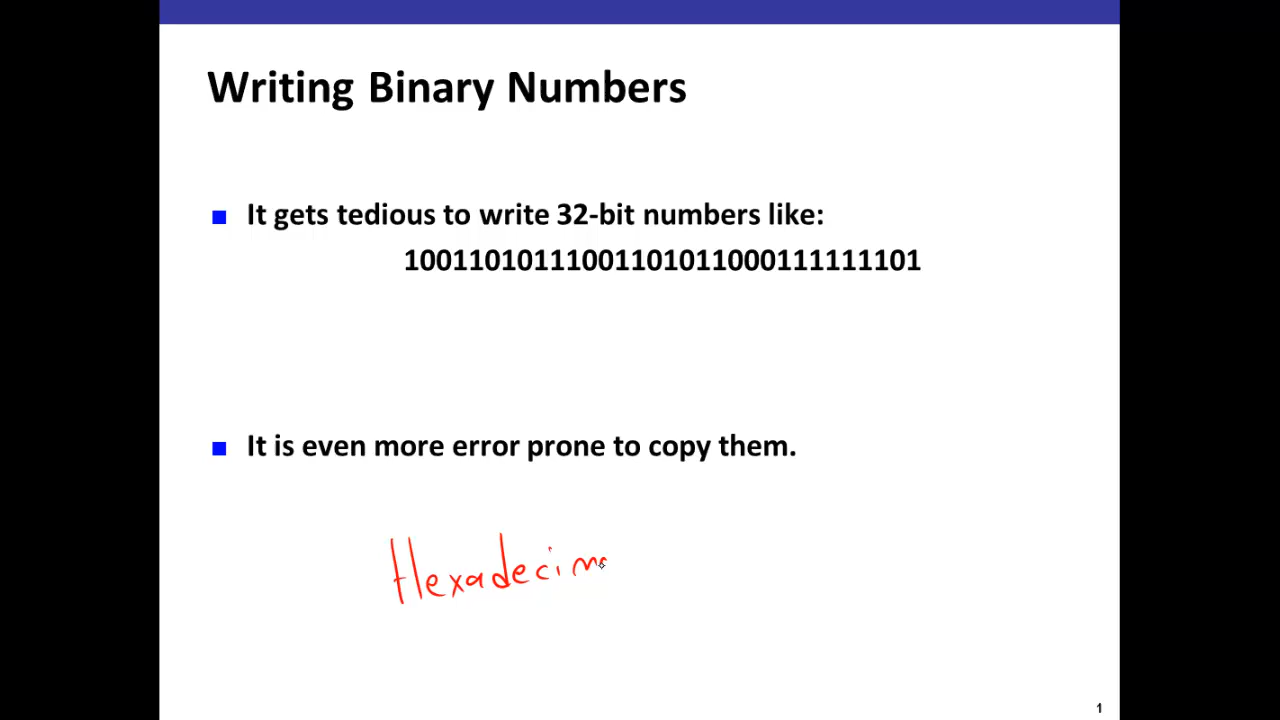 Writing Binary Numbers
It gets tedious to write 32-bit numbers like:
10011010111001101011000111111101
It is even more error prone to copy them.
Hexadecim
1